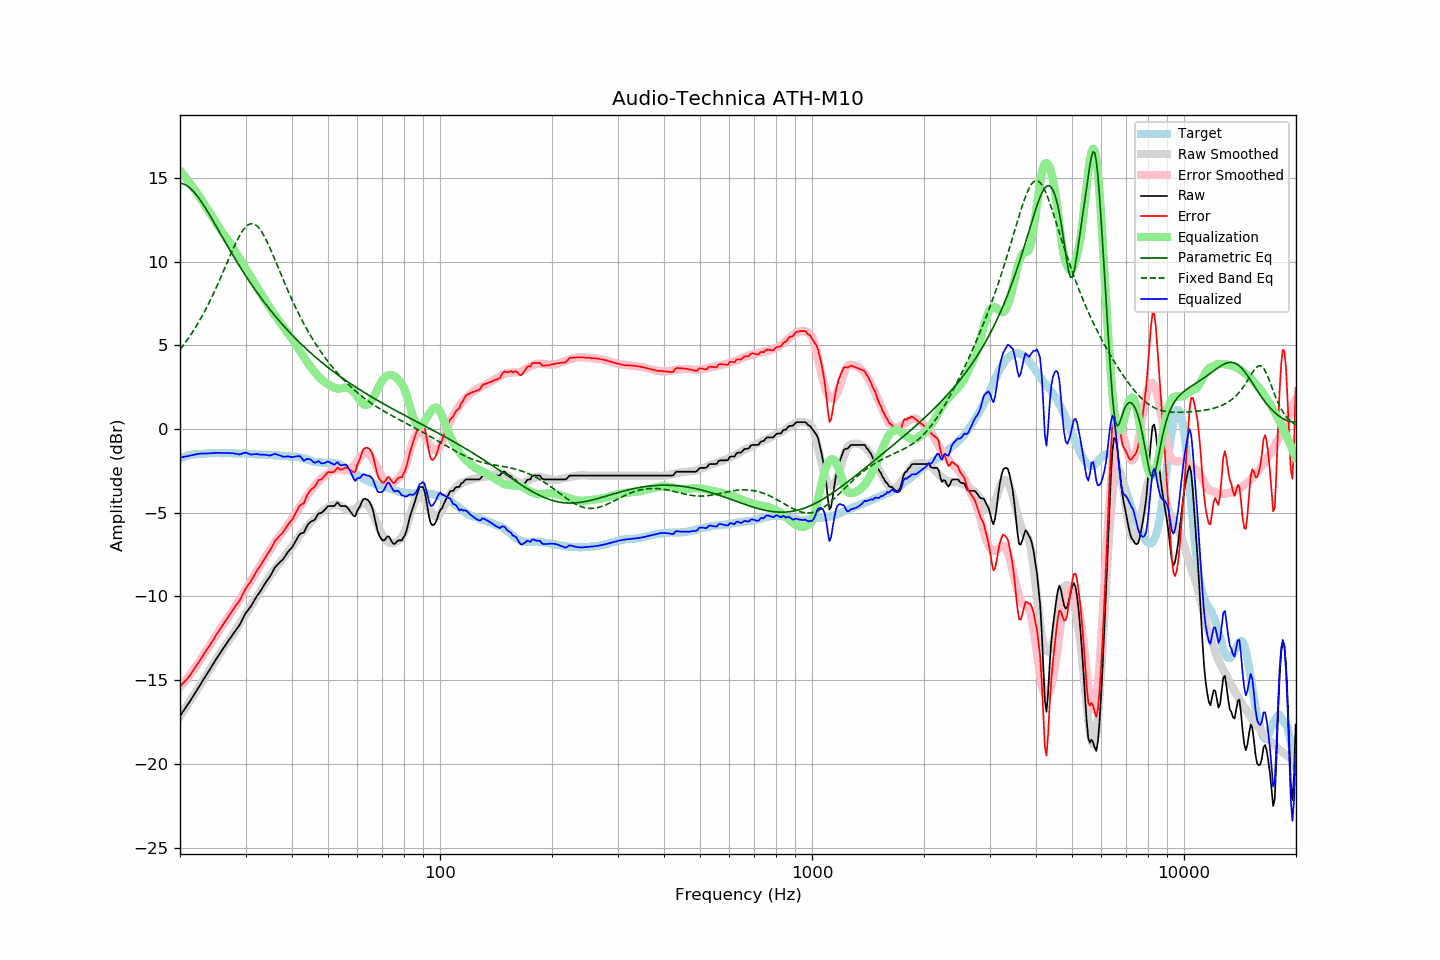 Audio-Technica ATH-M10
Amplitude (dBr)
15
10
5
0
−5
−10
−15
−20
−25
Target
Raw Smoothed
Error Smoothed
Raw
Error
Equalization
Parametric Eq
Fixed Band Eq
Equalized
100
1000
10000
Frequency (Hz)